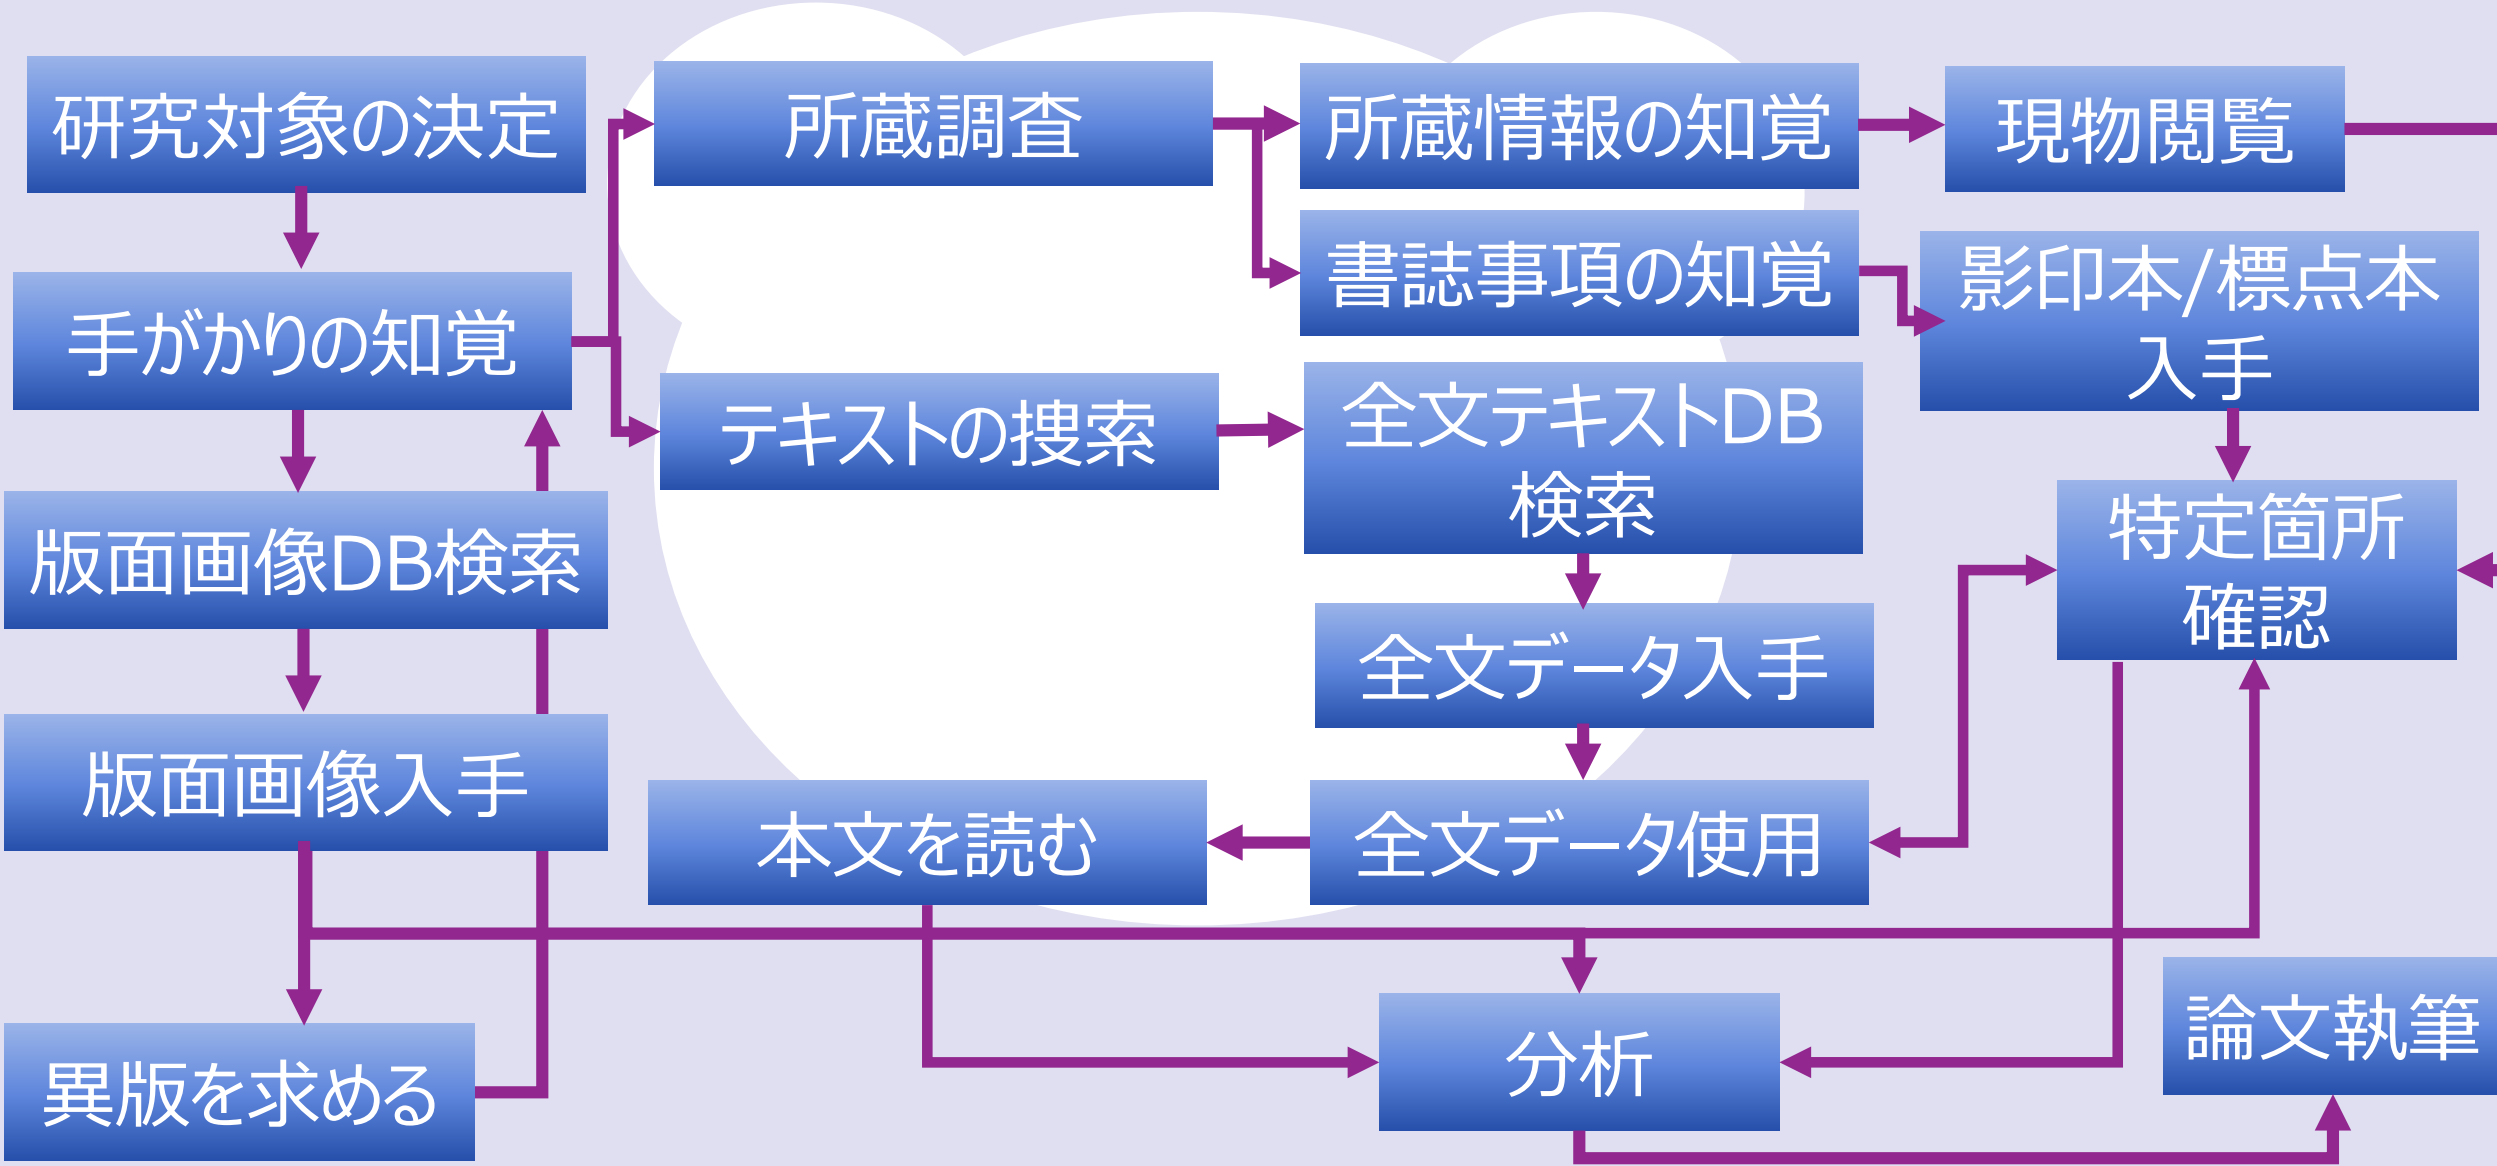 研究対象の決定
所蔵調査
所蔵情報の知覚
現物閲覧
書誌事項の知覚
影印本/標点本
入手
手がかりの知覚
テキストの捜索
全文テキストDB
検索
特定箇所
確認
版面画像DB検索
全文データ入手
版面画像入手
本文を読む
全文データ使用
論文執筆
分析
異版を求める